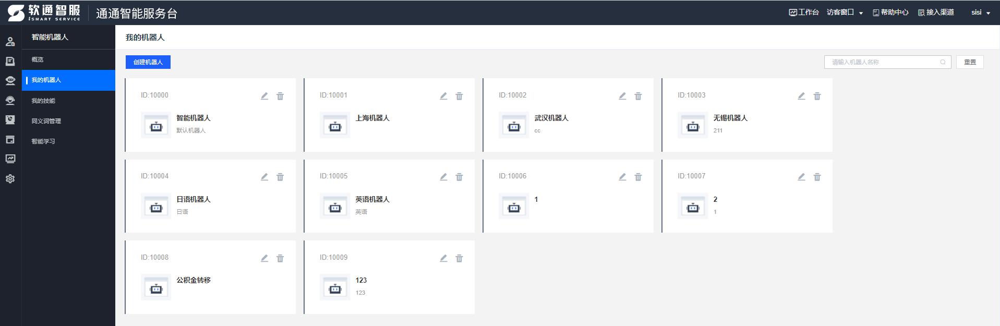 软通智服
iSMART SERVICE
通通智能服务台
工作台
访客窗口
帮助中心
接入渠道
sisi
智能机器人
概览
我的机器人
我的技能
同义词管理
智能学习
我的机器人
创建机器人
请输入机器人名称
重置
ID:10000
智能机器人
默认机器人
ID:10001
上海机器人
ID:10002
武汉机器人
cc
ID:10003
无锡机器人
211
ID:10004
日语机器人
日语
ID:10005
英语机器人
英语
ID:10006
1
ID:10007
2
1
ID:10008
公积金转移
ID:10009
123
123